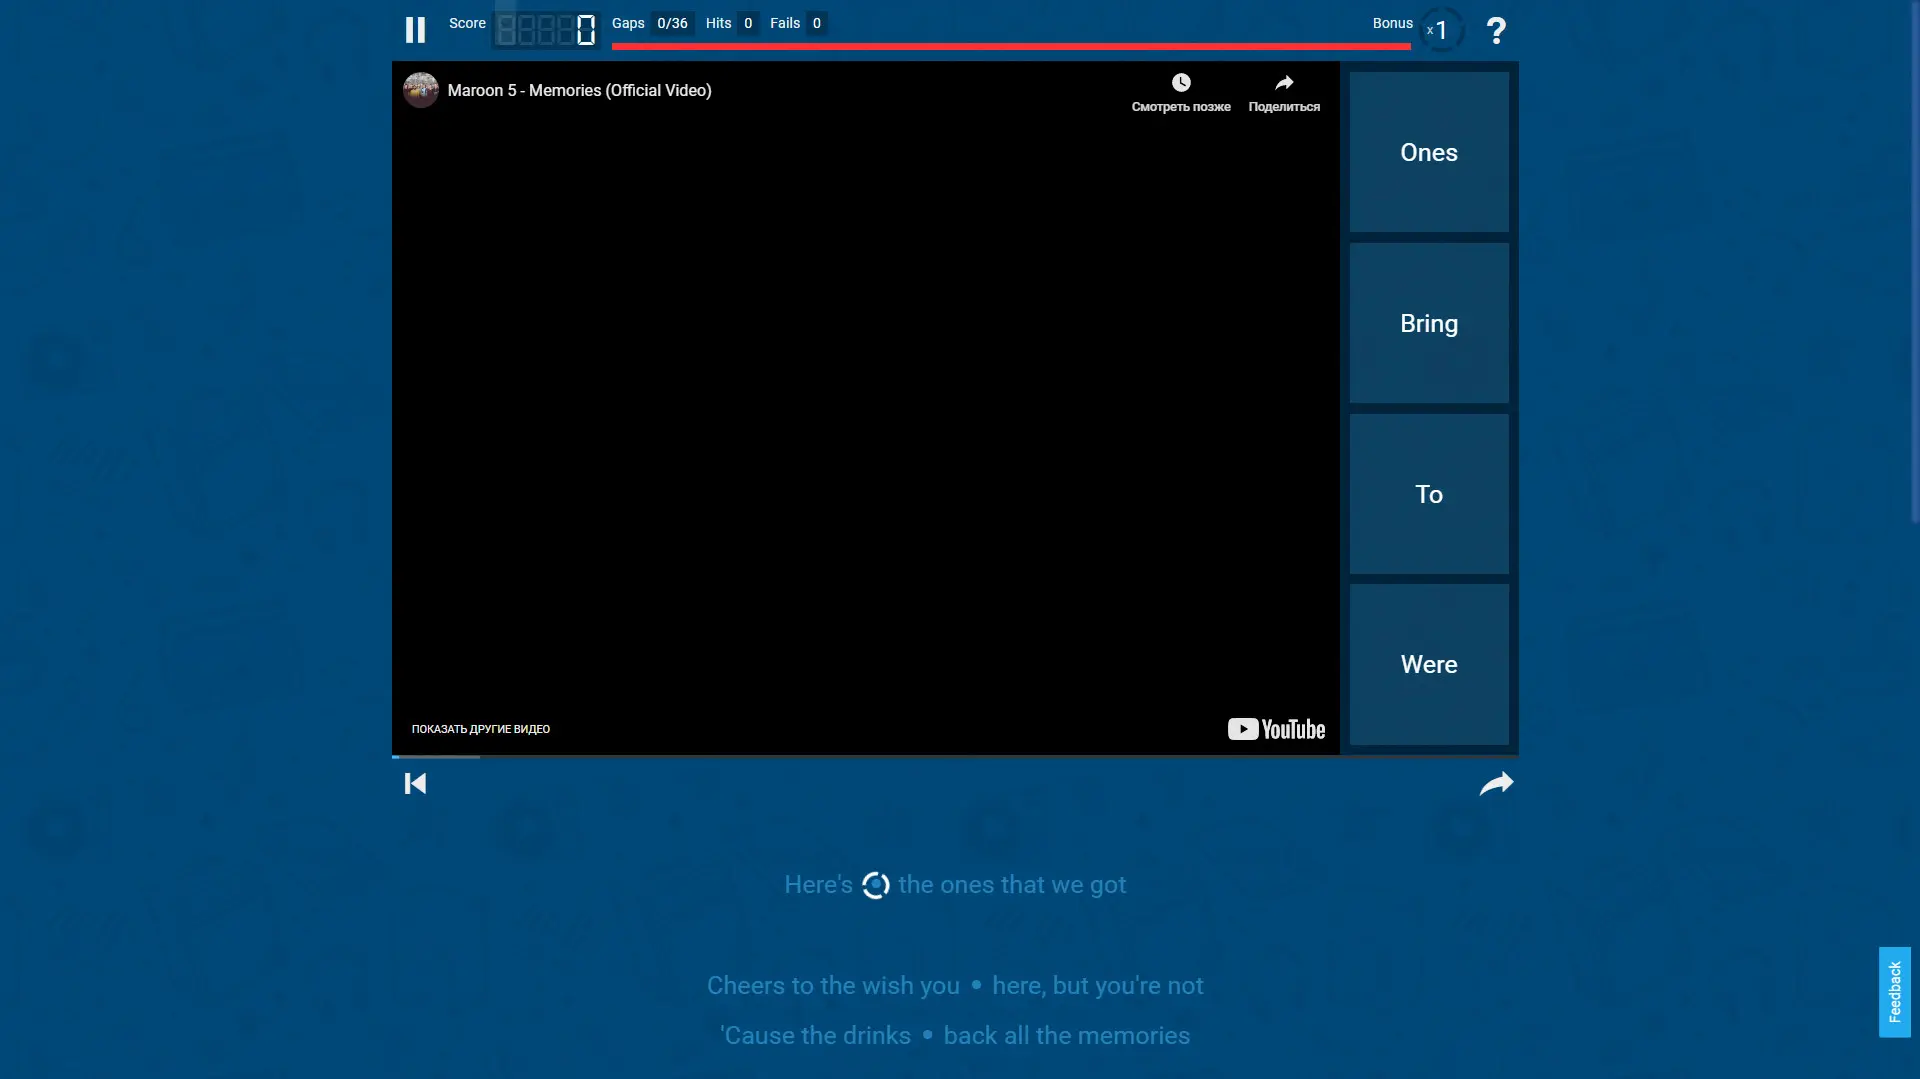 Score 0 Gaps 0/36 Hits 0 Fails 0 Bonus x1 ?
Maroon 5 - Memories (Official Video)
Смотреть позже
Поделиться
Ones
Bring
To
Were
ПОКАЗАТЬ ДРУГИЕ ВИДЕО
YouTube
Here's the ones that we got
Cheers to the wish you • here, but you're not
'Cause the drinks • back all the memories
Feedback